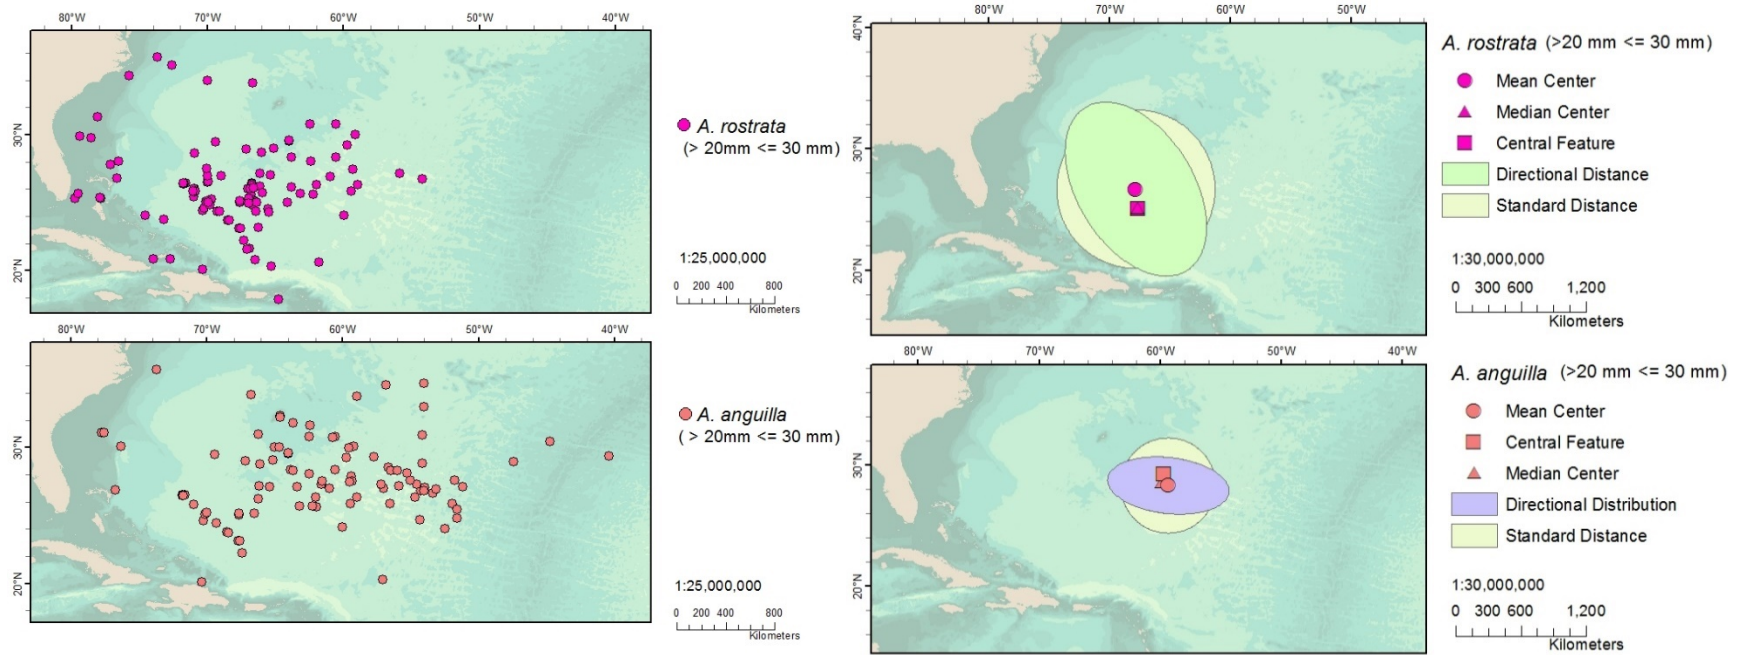 80°W 70°W 60°W 50°W 40°W
30°N
20°N
A. rostrata
(> 20mm <= 30 mm)
1:25,000,000
0 200 400 800
Kilometers
80°W 70°W 60°W 50°W 40°W
30°N
20°N
A. anguilla
( > 20mm <= 30 mm)
1:25,000,000
0 200 400 800
Kilometers
80°W 70°W 60°W 50°W
40°N
30°N
20°N
A. rostrata (>20 mm <= 30 mm)
Mean Center
Median Center
Central Feature
Directional Distance
Standard Distance
1:30,000,000
0 300 600 1,200
Kilometers
80°W 70°W 60°W 50°W 40°W
30°N
20°N
A. anguilla (>20 mm <= 30 mm)
Mean Center
Central Feature
Median Center
Directional Distribution
Standard Distance
1:30,000,000
0 300 600 1,200
Kilometers